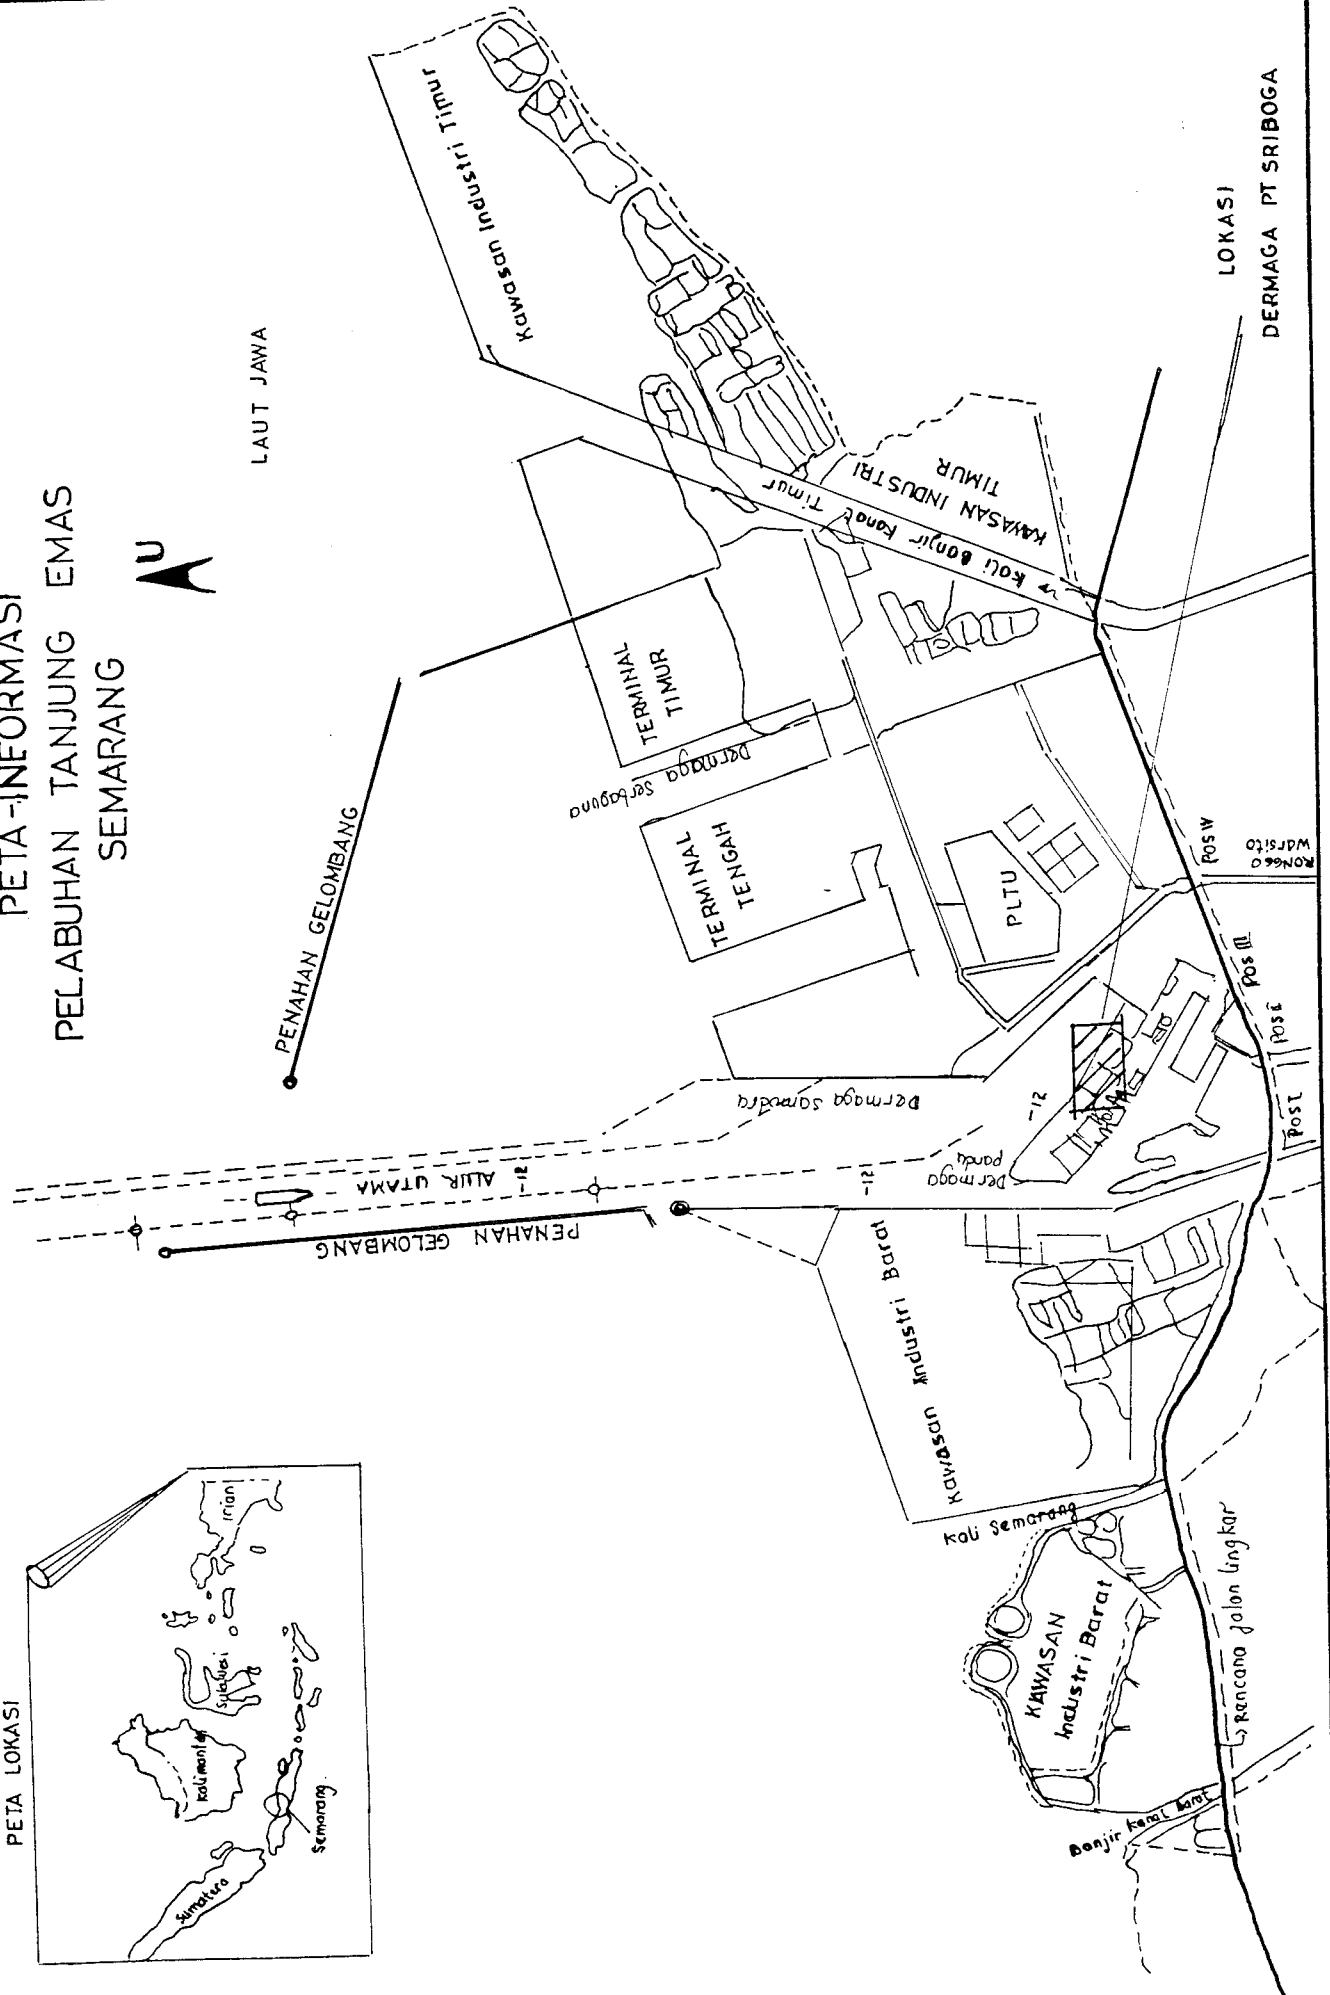 PETA-INFORMASI
PELABUHAN TANJUNG EMAS
SEMARANG
U
LAUT JAWA
PETA LOKASI
Sumatera
Kalimantan
Sulawesi
Irian
Semarang
PENAHAN GELOMBANG
PENAHAN GELOMBANG
ALUR UTAMA
-12
-12
-12
Kawasan Industri Timur
TERMINAL
TIMUR
Dermaga
Serbaguna
TERMINAL
TENGAH
Dermaga Samudra
Dermaga
pandu
Kali Banjir Kanal Timur
KAWASAN INDUSTRI
TIMUR
PLTU
Kawasan Industri Barat
Kali Semarang
KAWASAN
Industri Barat
Banjir Kanal Barat
Rencana jalan lingkar
POS I
POS II
POS III
POS IV
RONGGO
Warsito
LOKASI
DERMAGA PT SRIBOGA